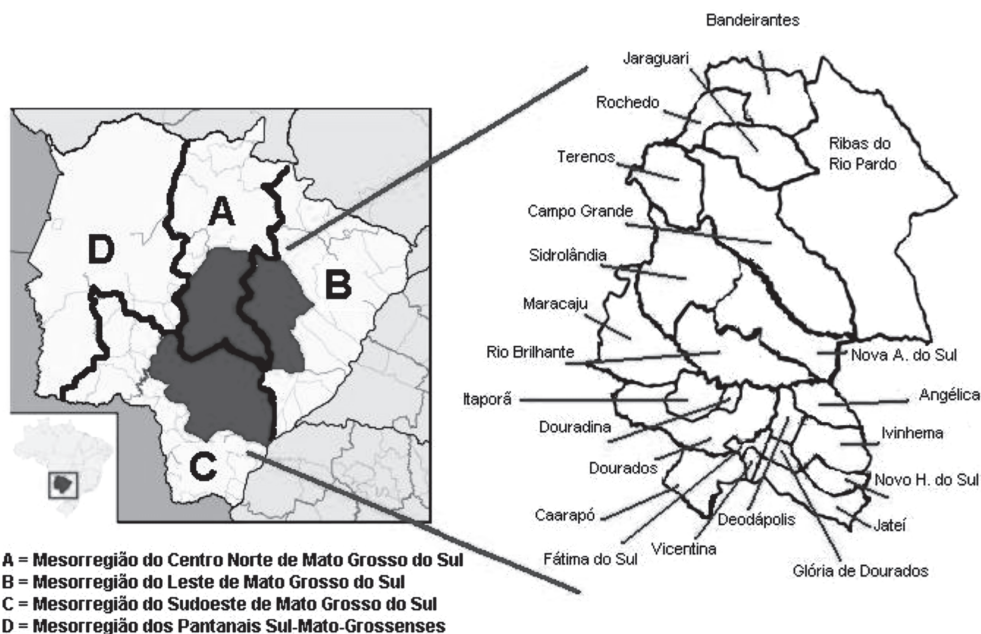 A
B
C
D
A = Mesorregião do Centro Norte de Mato Grosso do Sul
B = Mesorregião do Leste de Mato Grosso do Sul
C = Mesorregião do Sudoeste de Mato Grosso do Sul
D = Mesorregião dos Pantanais Sul-Mato-Grossenses
Bandeirantes
Jaraguari
Rochedo
Ribas do
Rio Pardo
Terenos
Campo Grande
Sidrolândia
Maracaju
Rio Brilhante
Nova A. do Sul
Itaporã
Angélica
Douradina
Ivinhema
Dourados
Novo H. do Sul
Caarapó
Deodápolis
Jateí
Fátima do Sul
Vicentina
Glória de Dourados